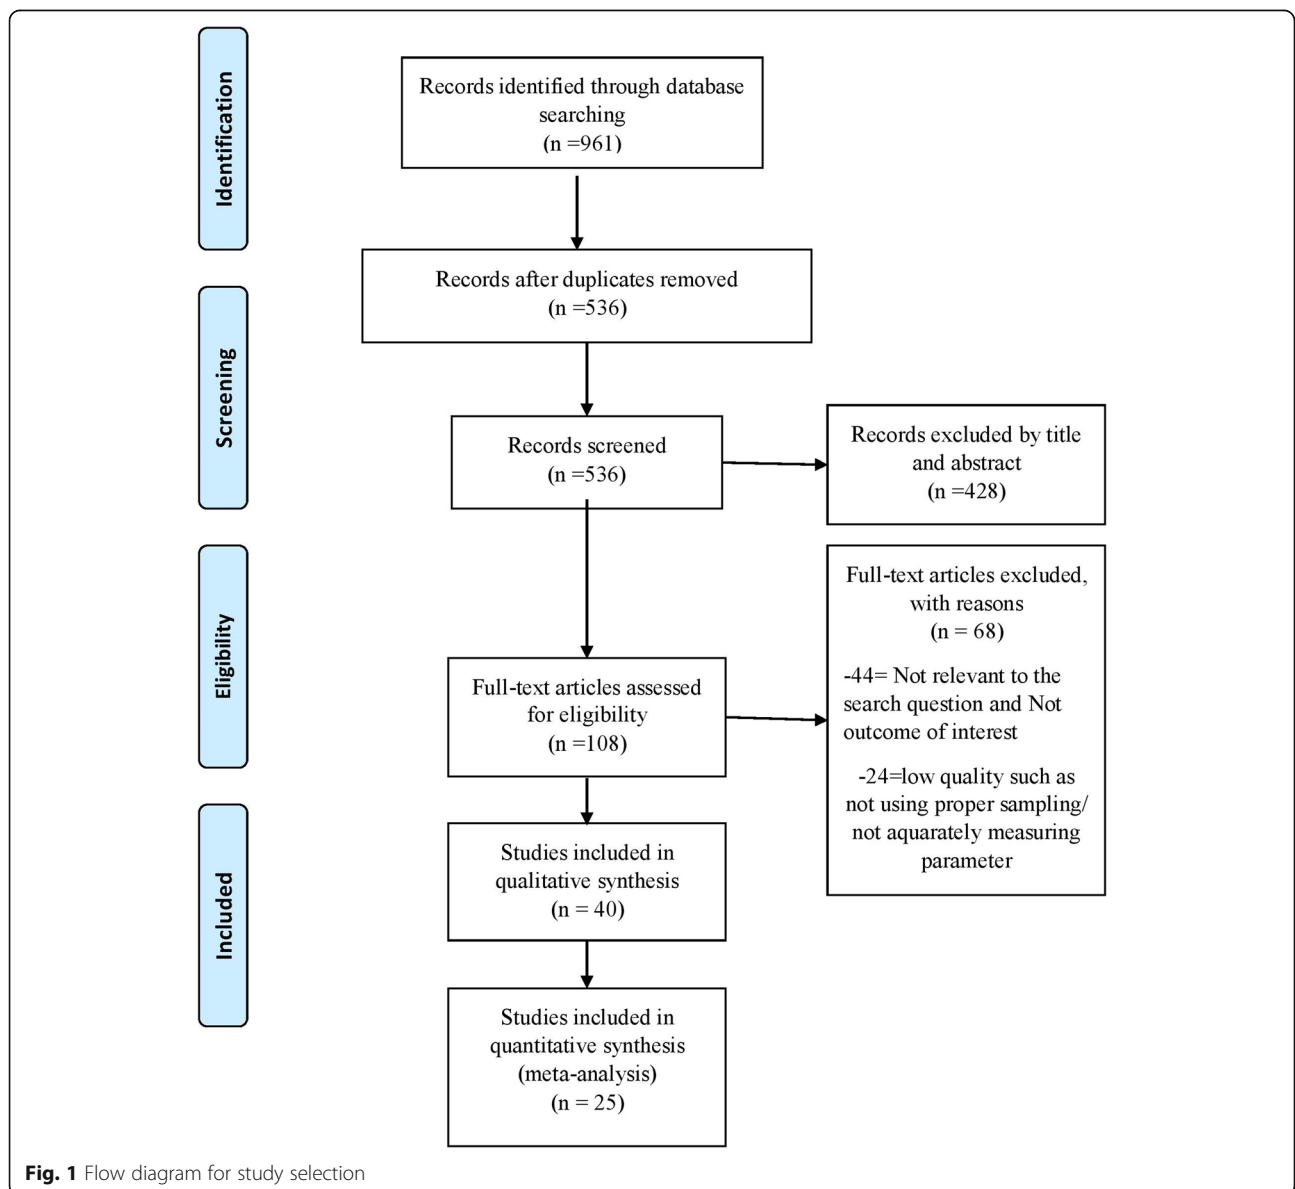 Identification
Records identified through database
searching
(n =961)
Records after duplicates removed
(n =536)
Screening
Records screened
(n =536)
Records excluded by title
and abstract
(n =428)
Eligibility
Full-text articles assessed
for eligibility
(n =108)
Full-text articles excluded,
with reasons
(n = 68)
-44= Not relevant to the
search question and Not
outcome of interest
-24=low quality such as
not using proper sampling/
not aquarately measuring
parameter
Included
Studies included in
qualitative synthesis
(n = 40)
Studies included in
quantitative synthesis
(meta-analysis)
(n = 25)
Fig. 1 Flow diagram for study selection